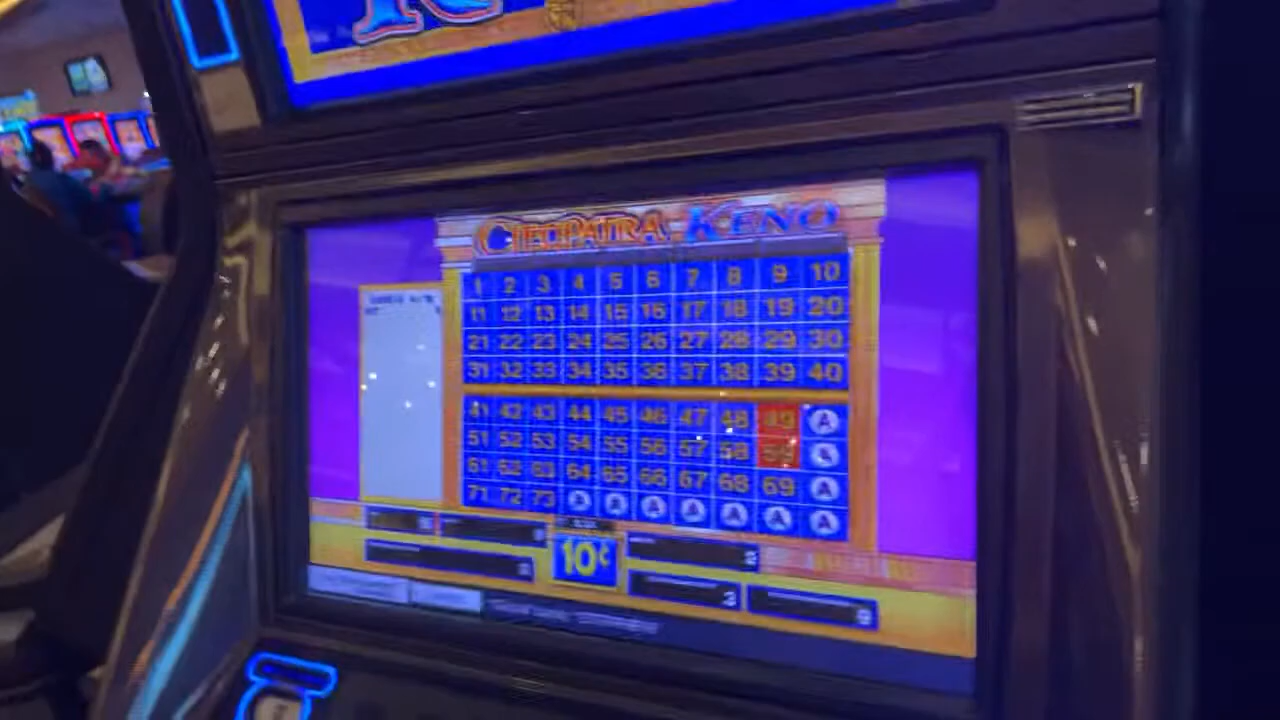 K
CLEOPATRA KENO
1 2 3 4 5 6 7 8 9 10
11 12 13 14 15 16 17 18 19 20
21 22 23 24 25 26 27 28 29 30
31 32 33 34 35 36 37 38 39 40
41 42 43 44 45 46 47 48 49 A
51 52 53 54 55 56 57 58 59 A
61 62 63 64 65 66 67 68 69 A
71 72 73 A A A A A A A
10¢
2
3